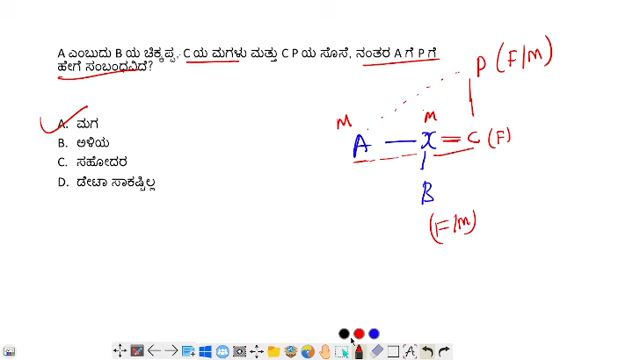 A ಎಂಬುದು B ಯ ಚಿಕ್ಕಪ್ಪ, C ಯ ಮಗಳು ಮತ್ತು C P ಯ ಸೊಸೆ, ನಂತರ A ಗೆ P ಗೆ
ಹೇಗೆ ಸಂಬಂಧವಿದೆ?
A. ಮಗ
B. ಅಳಿಯ
C. ಸಹೋದರ
D. ಡೇಟಾ ಸಾಕಷ್ಟಿಲ್ಲ
P (F/M)
M
M
A — X = C (F)
B
(F/M)